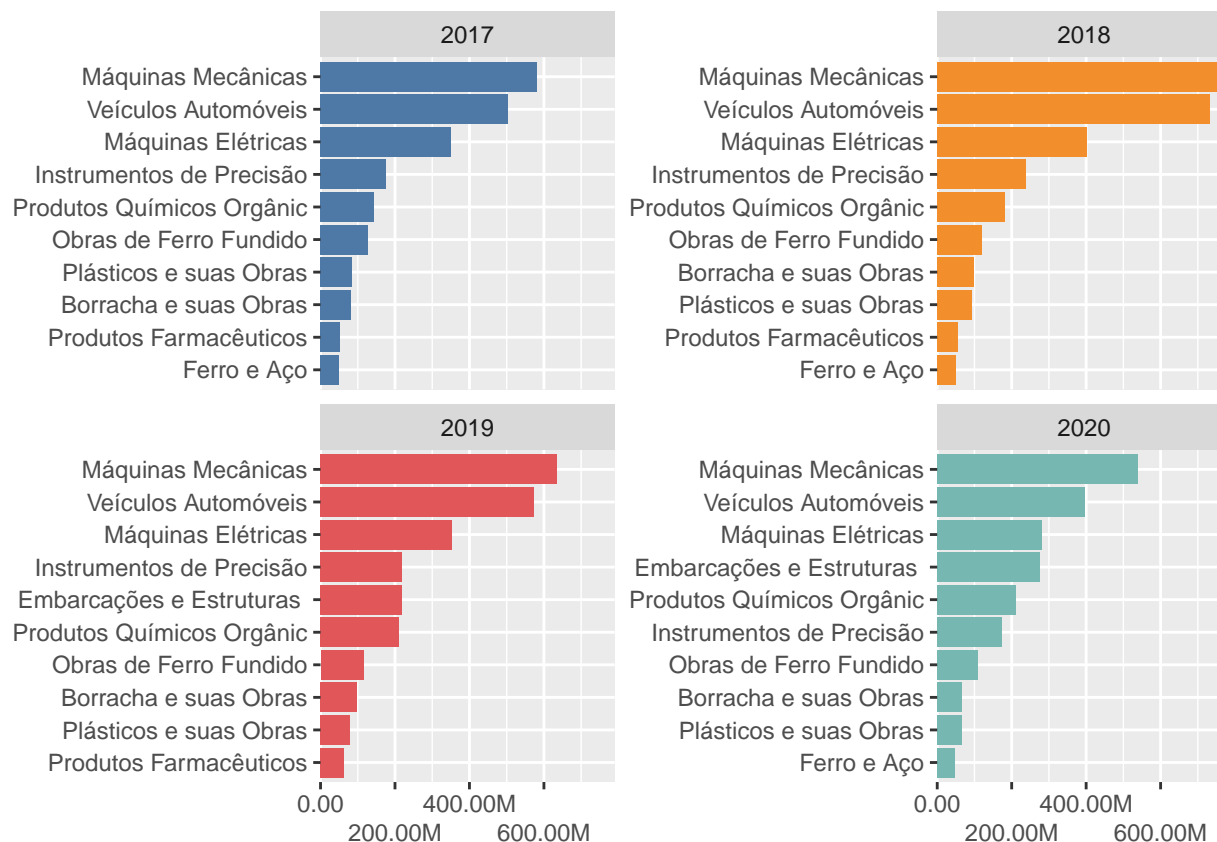 2017
Máquinas Mecânicas
Veículos Automóveis
Máquinas Elétricas
Instrumentos de Precisão
Produtos Químicos Orgânic
Obras de Ferro Fundido
Plásticos e suas Obras
Borracha e suas Obras
Produtos Farmacêuticos
Ferro e Aço
2018
Máquinas Mecânicas
Veículos Automóveis
Máquinas Elétricas
Instrumentos de Precisão
Produtos Químicos Orgânic
Obras de Ferro Fundido
Borracha e suas Obras
Plásticos e suas Obras
Produtos Farmacêuticos
Ferro e Aço
2019
Máquinas Mecânicas
Veículos Automóveis
Máquinas Elétricas
Instrumentos de Precisão
Embarcações e Estruturas
Produtos Químicos Orgânic
Obras de Ferro Fundido
Borracha e suas Obras
Plásticos e suas Obras
Produtos Farmacêuticos
0.00 400.00M
200.00M 600.00M
2020
Máquinas Mecânicas
Veículos Automóveis
Máquinas Elétricas
Embarcações e Estruturas
Produtos Químicos Orgânic
Instrumentos de Precisão
Obras de Ferro Fundido
Borracha e suas Obras
Plásticos e suas Obras
Ferro e Aço
0.00 400.00M
200.00M 600.00M